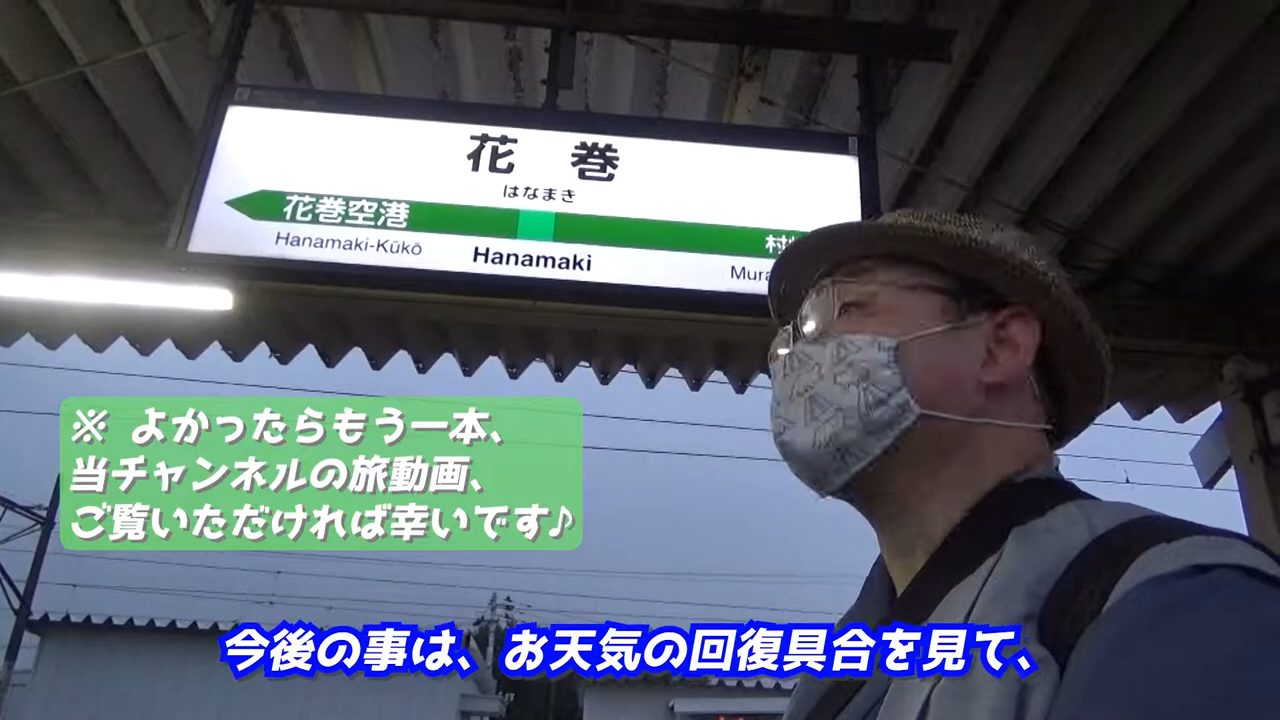 花巻
はなまき
花巻空港
Hanamaki-Kūkō
Hanamaki
村
Mura
※ よかったらもう一本、
当チャンネルの旅動画、
ご覧いただければ幸いです♪
今後の事は、お天気の回復具合を見て、